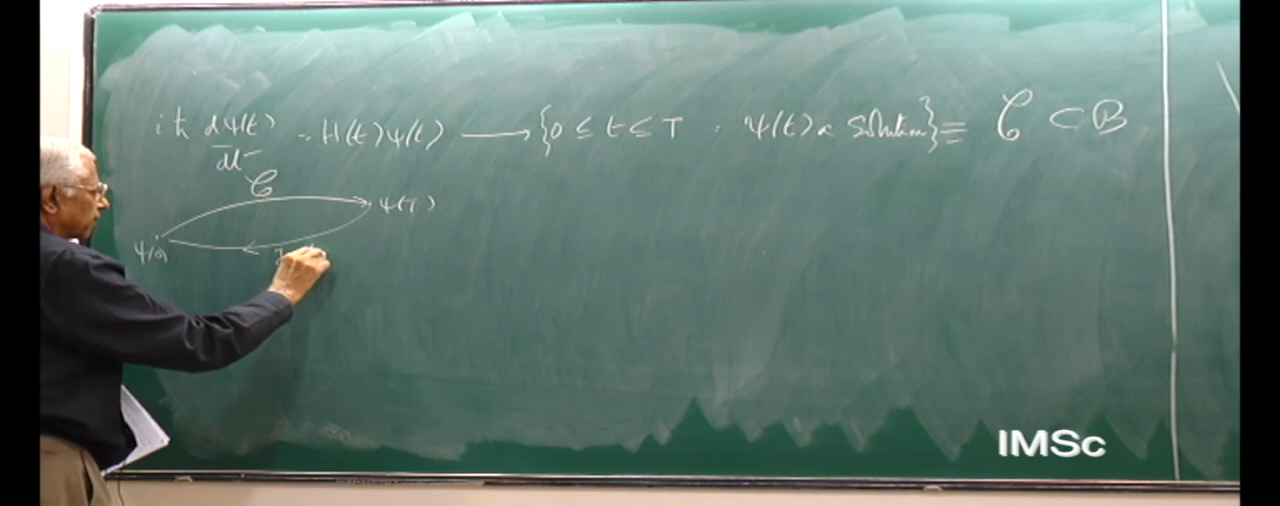 iħ dψ(t)/dt = H(t)ψ(t) ⟶ {0 ≤ t ≤ T : ψ(t) a solution} ≡ 𝒞 ⊂ B
𝒞
ψ(T)
ψ(0)
IMSc